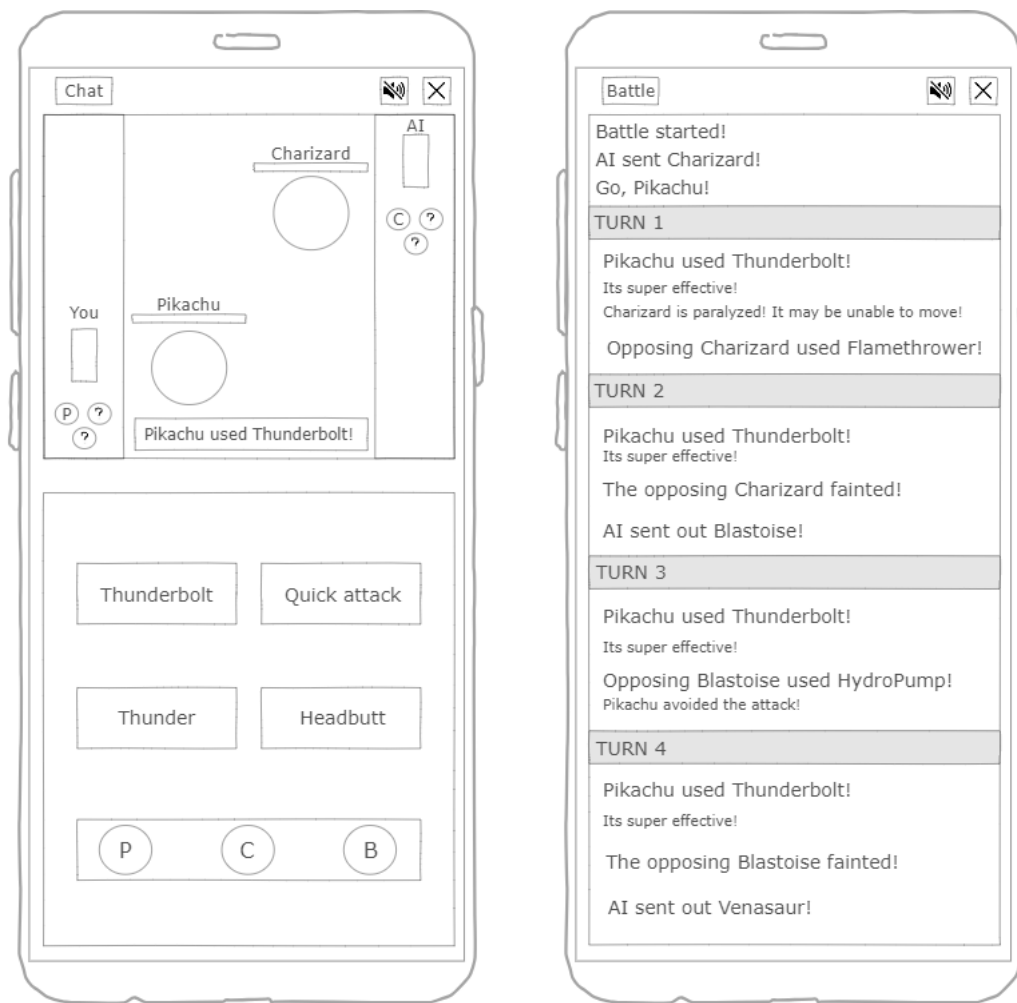 Chat
AI
Charizard
C ?
?
Pikachu
You
P ?
?
Pikachu used Thunderbolt!
Thunderbolt Quick attack
Thunder Headbutt
P C B
Battle
Battle started!
AI sent Charizard!
Go, Pikachu!
TURN 1
Pikachu used Thunderbolt!
Its super effective!
Charizard is paralyzed! It may be unable to move!
Opposing Charizard used Flamethrower!
TURN 2
Pikachu used Thunderbolt!
Its super effective!
The opposing Charizard fainted!
AI sent out Blastoise!
TURN 3
Pikachu used Thunderbolt!
Its super effective!
Opposing Blastoise used HydroPump!
Pikachu avoided the attack!
TURN 4
Pikachu used Thunderbolt!
Its super effective!
The opposing Blastoise fainted!
AI sent out Venasaur!